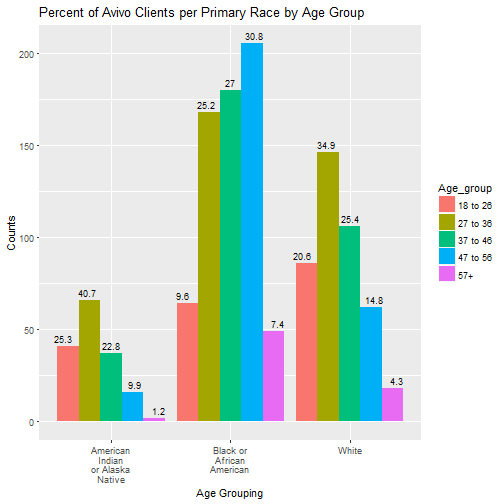 Percent of Avivo Clients per Primary Race by Age Group
Counts
200
150
100
50
0
25.3
40.7
22.8
9.9
1.2
9.6
25.2
27
30.8
7.4
20.6
34.9
25.4
14.8
4.3
American
Indian
or Alaska
Native
Black or
African
American
White
Age Grouping
Age_group
18 to 26
27 to 36
37 to 46
47 to 56
57+